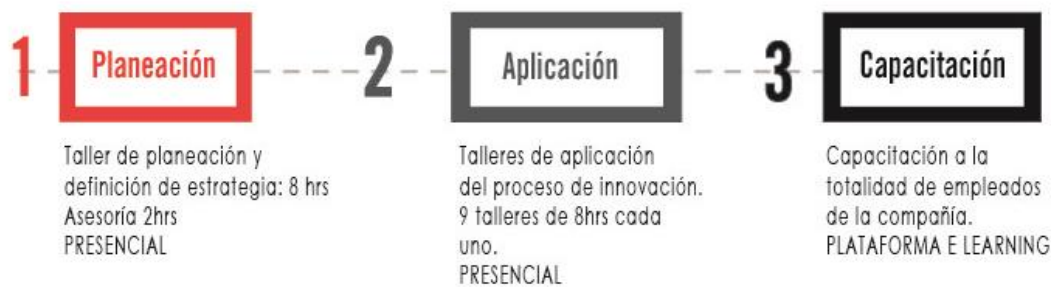 1 Planeación
Taller de planeación y
definición de estrategia: 8 hrs
Asesoría 2hrs
PRESENCIAL
2 Aplicación
Talleres de aplicación
del proceso de innovación.
9 talleres de 8hrs cada
uno.
PRESENCIAL
3 Capacitación
Capacitación a la
totalidad de empleados
de la compañía.
PLATAFORMA E LEARNING